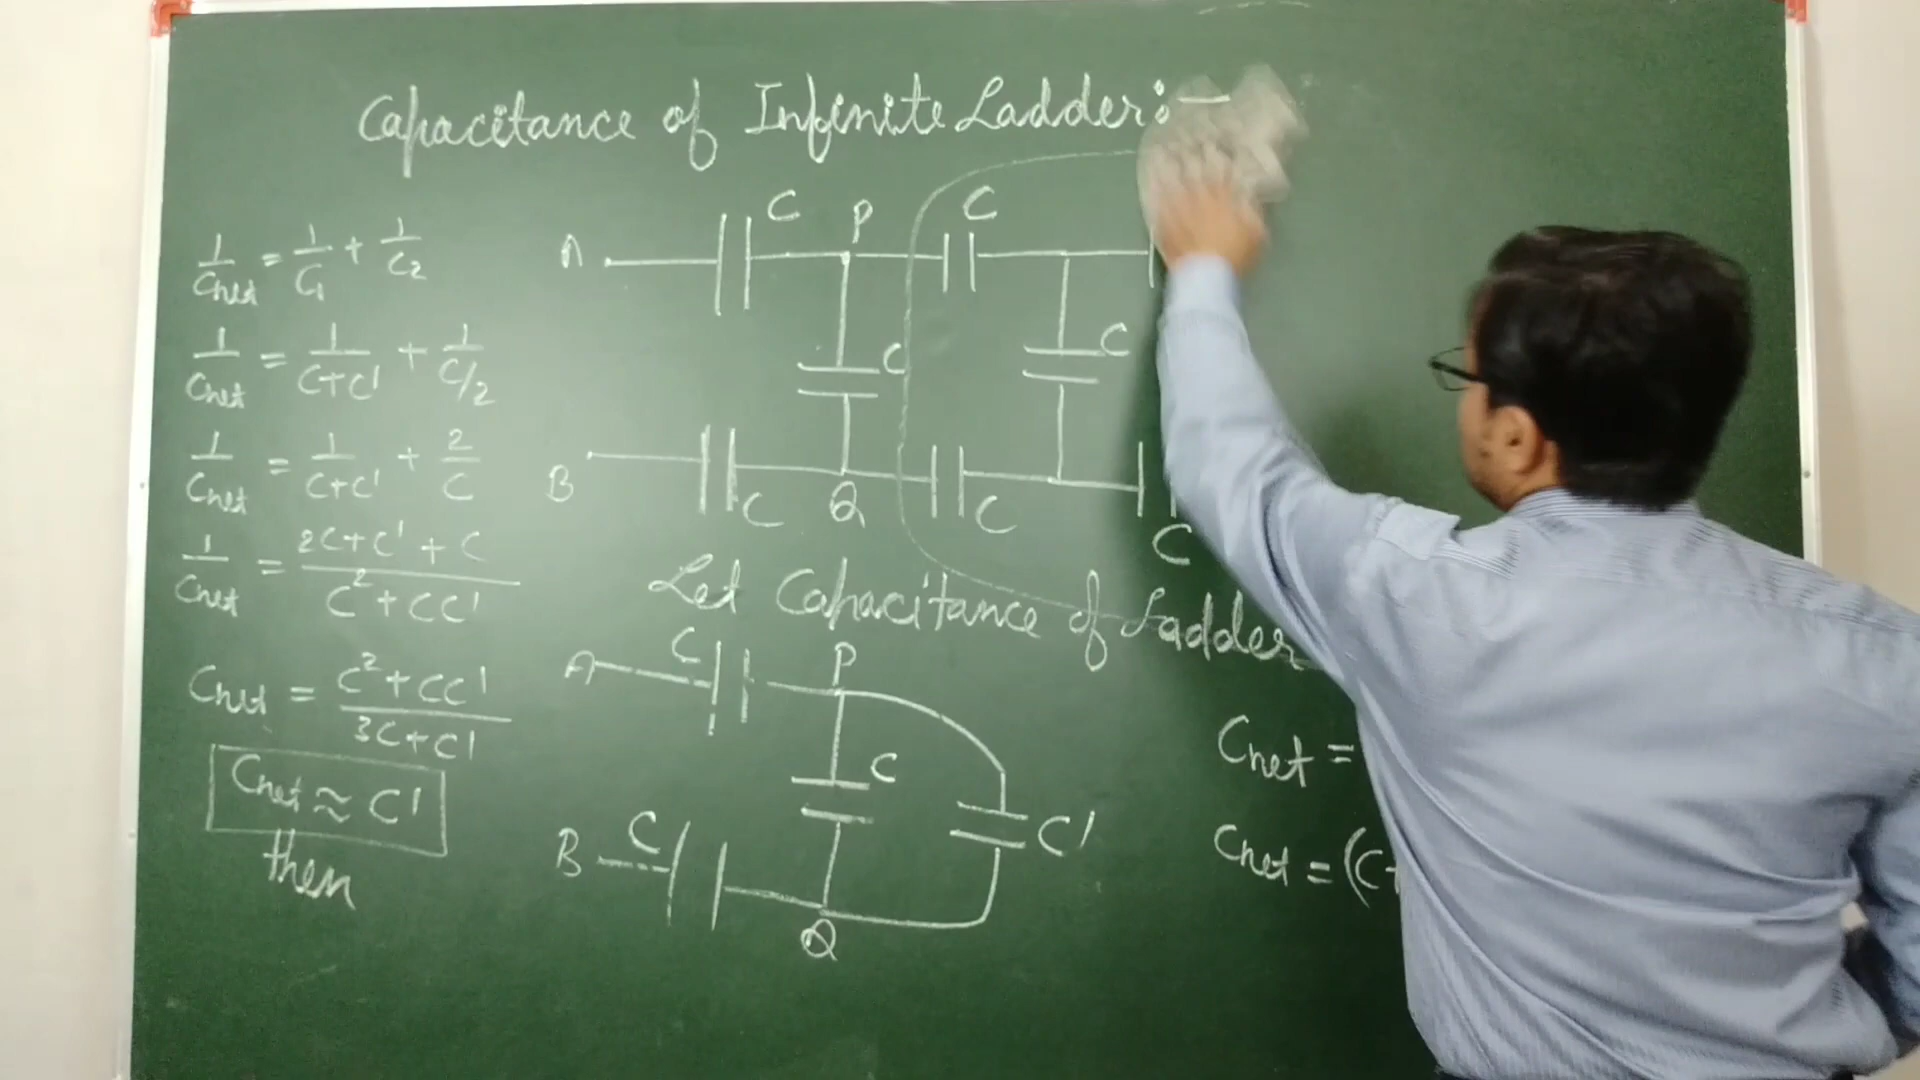 Capacitance of Infinite Ladder:-
1/Cnet = 1/C₁ + 1/C₂
1/Cnet = 1/C+C' + 1/C/2
1/Cnet = 1/C+C' + 2/C
1/Cnet = 2C+C' + C/C²+CC'
Cnet = C²+CC'/3C+C'
Cnet ≈ C'
then
A C P C
C C
B C Q C C
Let Capacitance of Ladder
A C P
C C'
B C Q
Cnet =
Cnet = (C+